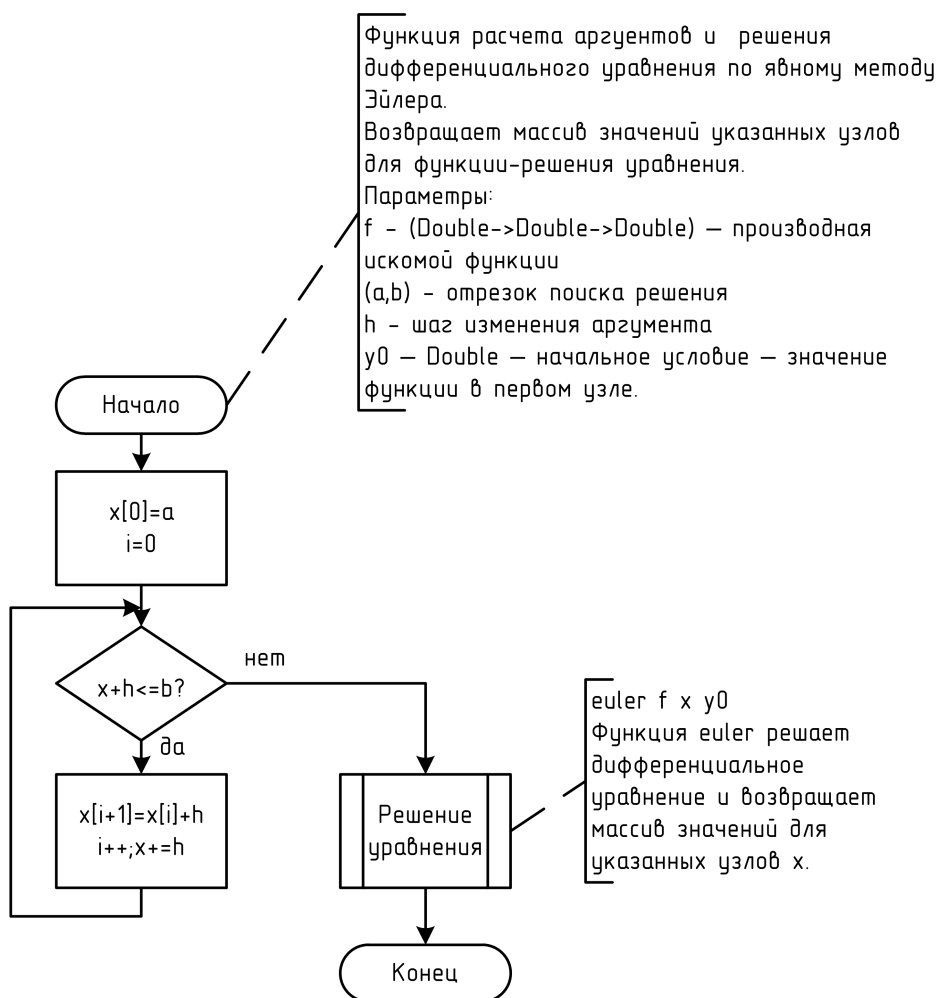 Функция расчета аргуентов и решения
дифференциального уравнения по явному методу
Эйлера.
Возвращает массив значений указанных узлов
для функции-решения уравнения.
Параметры:
f - (Double->Double->Double) — производная
искомой функции
(a,b) - отрезок поиска решения
h - шаг изменения аргумента
y0 — Double — начальное условие — значение
функции в первом узле.
Начало
x[0]=a
i=0
x+h<=b?
нет
да
x[i+1]=x[i]+h
i++;x+=h
Решение
уравнения
euler f x y0
Функция euler решает
дифференциальное
уравнение и возвращает
массив значений для
указанных узлов x.
Конец